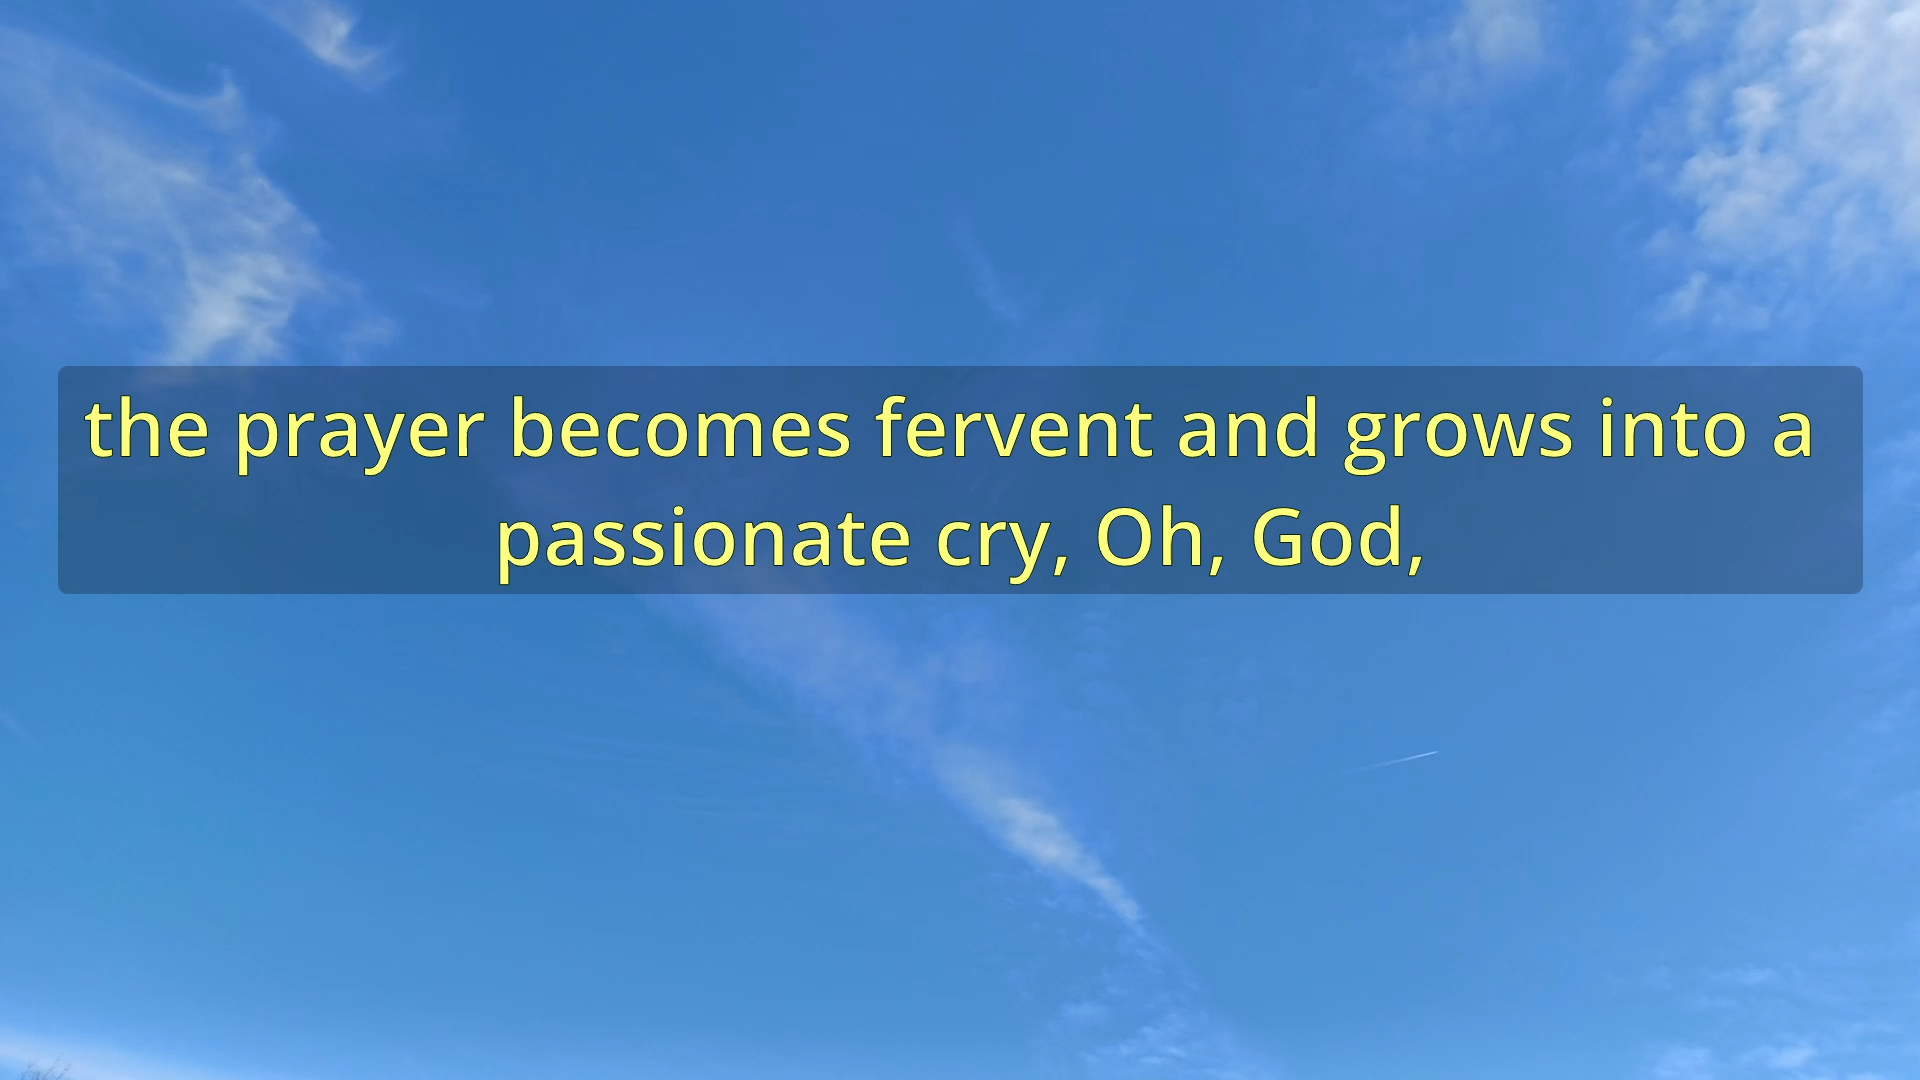 the prayer becomes fervent and grows into a
passionate cry, Oh, God,